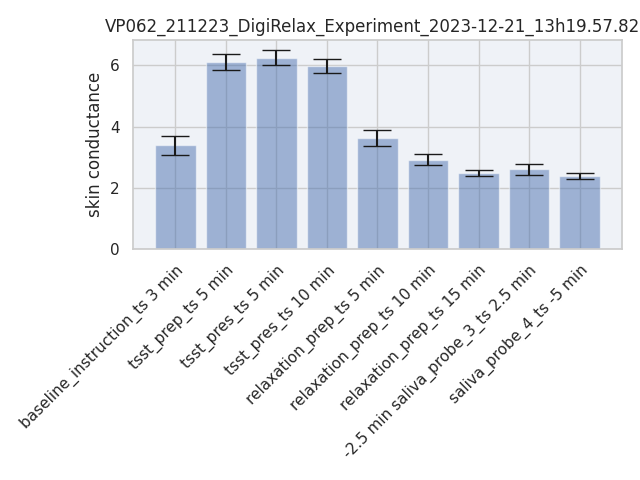 VP062_211223_DigiRelax_Experiment_2023-12-21_13h19.57.82
skin conductance
6
4
2
0
baseline_instruction_ts 3 min
tsst_prep_ts 5 min
tsst_pres_ts 5 min
tsst_pres_ts 10 min
relaxation_prep_ts 5 min
relaxation_prep_ts 10 min
relaxation_prep_ts 15 min
-2.5 min saliva_probe_3_ts 2.5 min
saliva_probe_4_ts -5 min